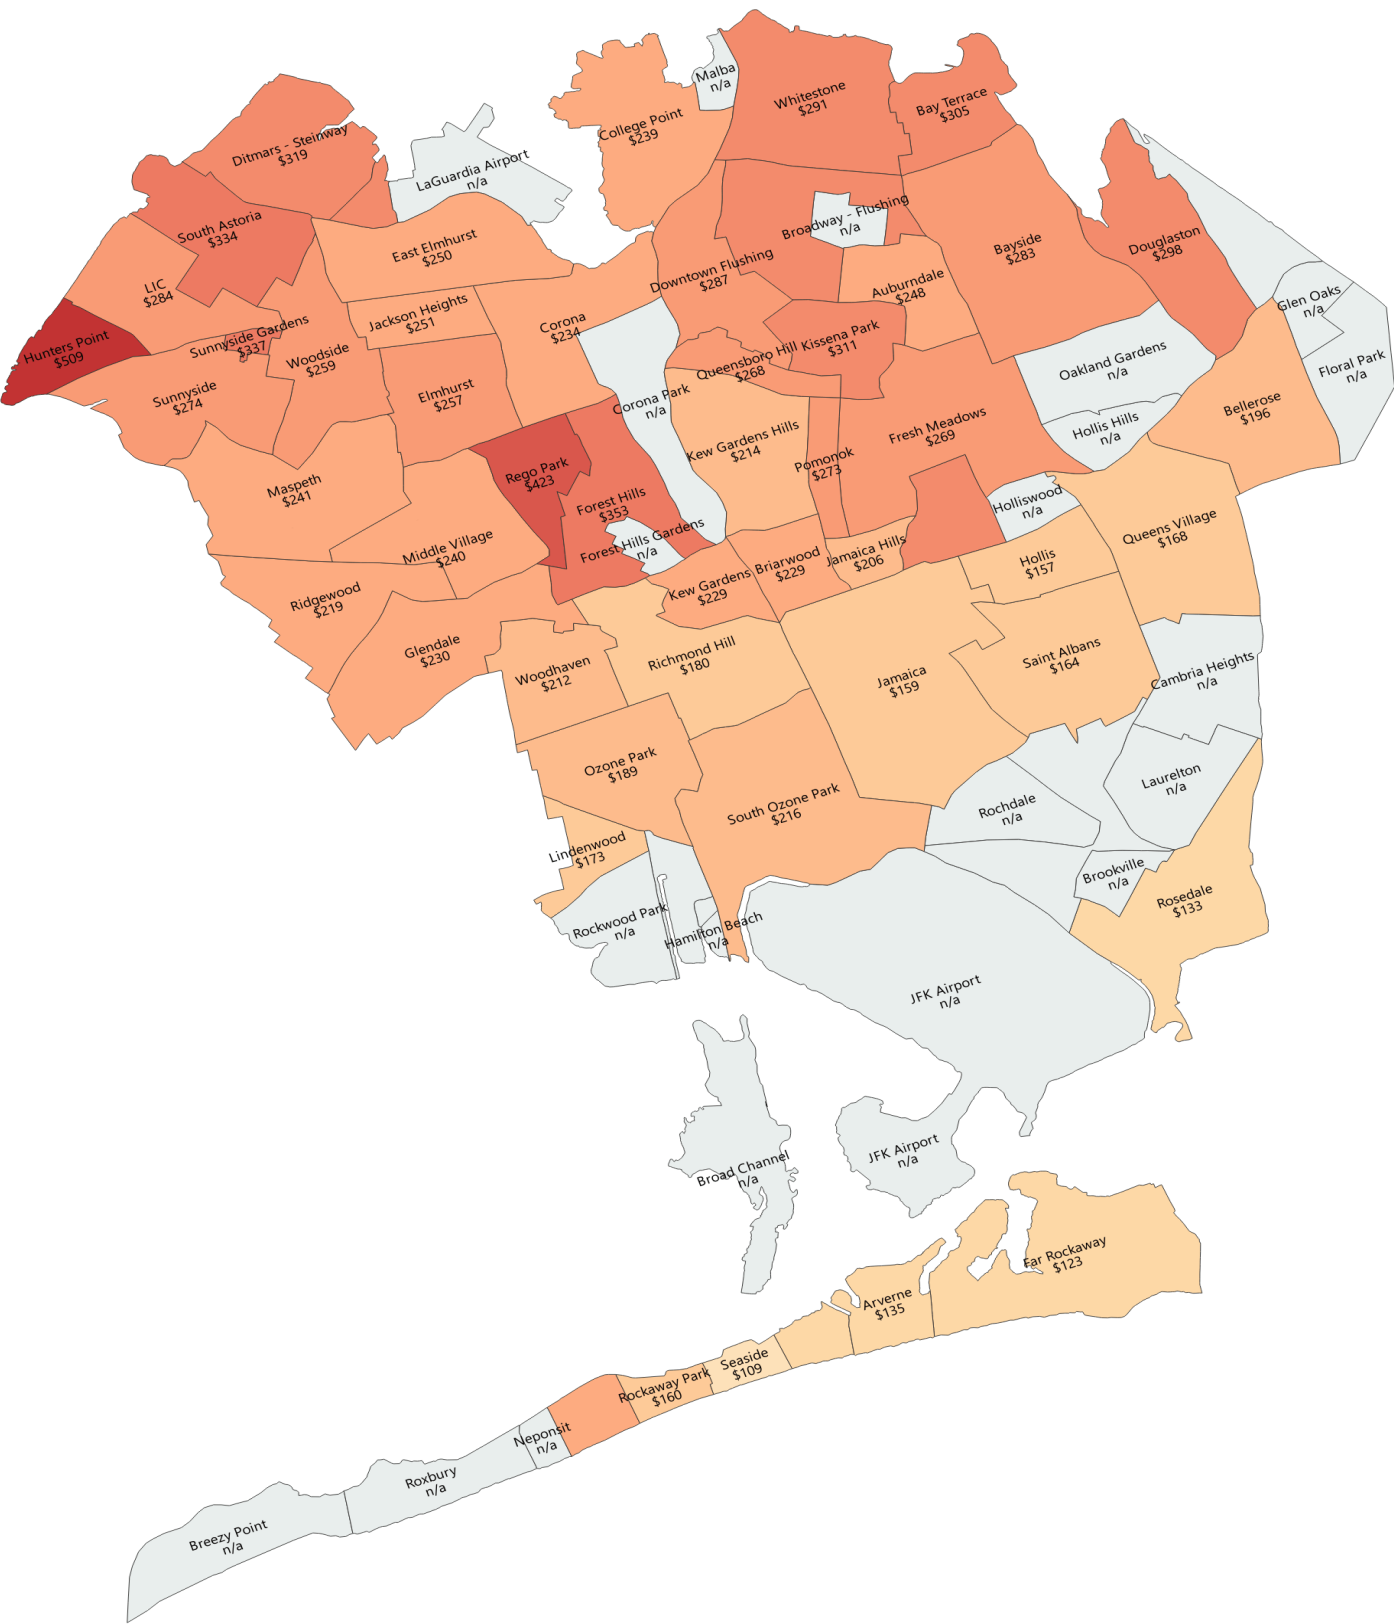 Malba
n/a
Whitestone
$291
Bay Terrace
$305
College Point
$239
Ditmars - Steinway
$319
LaGuardia Airport
n/a
South Astoria
$334
East Elmhurst
$250
Broadway - Flushing
n/a
Bayside
$283
Douglaston
$298
Downtown Flushing
$287
Auburndale
$248
LIC
$284
Glen Oaks
n/a
Jackson Heights
$251
Corona
$234
Hunters Point
$509
Sunnyside Gardens
$337
Woodside
$259
Kissena Park
$311
Queensboro Hill
$268
Oakland Gardens
n/a
Floral Park
n/a
Sunnyside
$274
Elmhurst
$257
Corona Park
n/a
Bellerose
$196
Hollis Hills
n/a
Fresh Meadows
$269
Kew Gardens Hills
$214
Pomonok
$273
Rego Park
$423
Maspeth
$241
Forest Hills
$353
Holliswood
n/a
Queens Village
$168
Forest Hills Gardens
n/a
Middle Village
$240
Jamaica Hills
$206
Briarwood
$229
Hollis
$157
Kew Gardens
$229
Ridgewood
$219
Glendale
$230
Richmond Hill
$180
Saint Albans
$164
Woodhaven
$212
Jamaica
$159
Cambria Heights
n/a
Ozone Park
$189
Laurelton
n/a
South Ozone Park
$216
Rochdale
n/a
Lindenwood
$173
Brookville
n/a
Rosedale
$133
Rockwood Park
n/a
Hamilton Beach
n/a
JFK Airport
n/a
JFK Airport
n/a
Broad Channel
n/a
Far Rockaway
$123
Arverne
$135
Seaside
$109
Rockaway Park
$160
Neponsit
n/a
Roxbury
n/a
Breezy Point
n/a